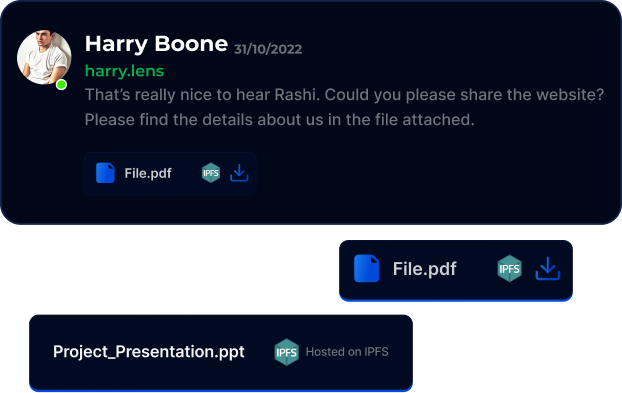 Harry Boone 31/10/2022
harry.lens
That’s really nice to hear Rashi. Could you please share the website?
Please find the details about us in the file attached.
File.pdf IPFS
File.pdf IPFS
Project_Presentation.ppt IPFS Hosted on IPFS